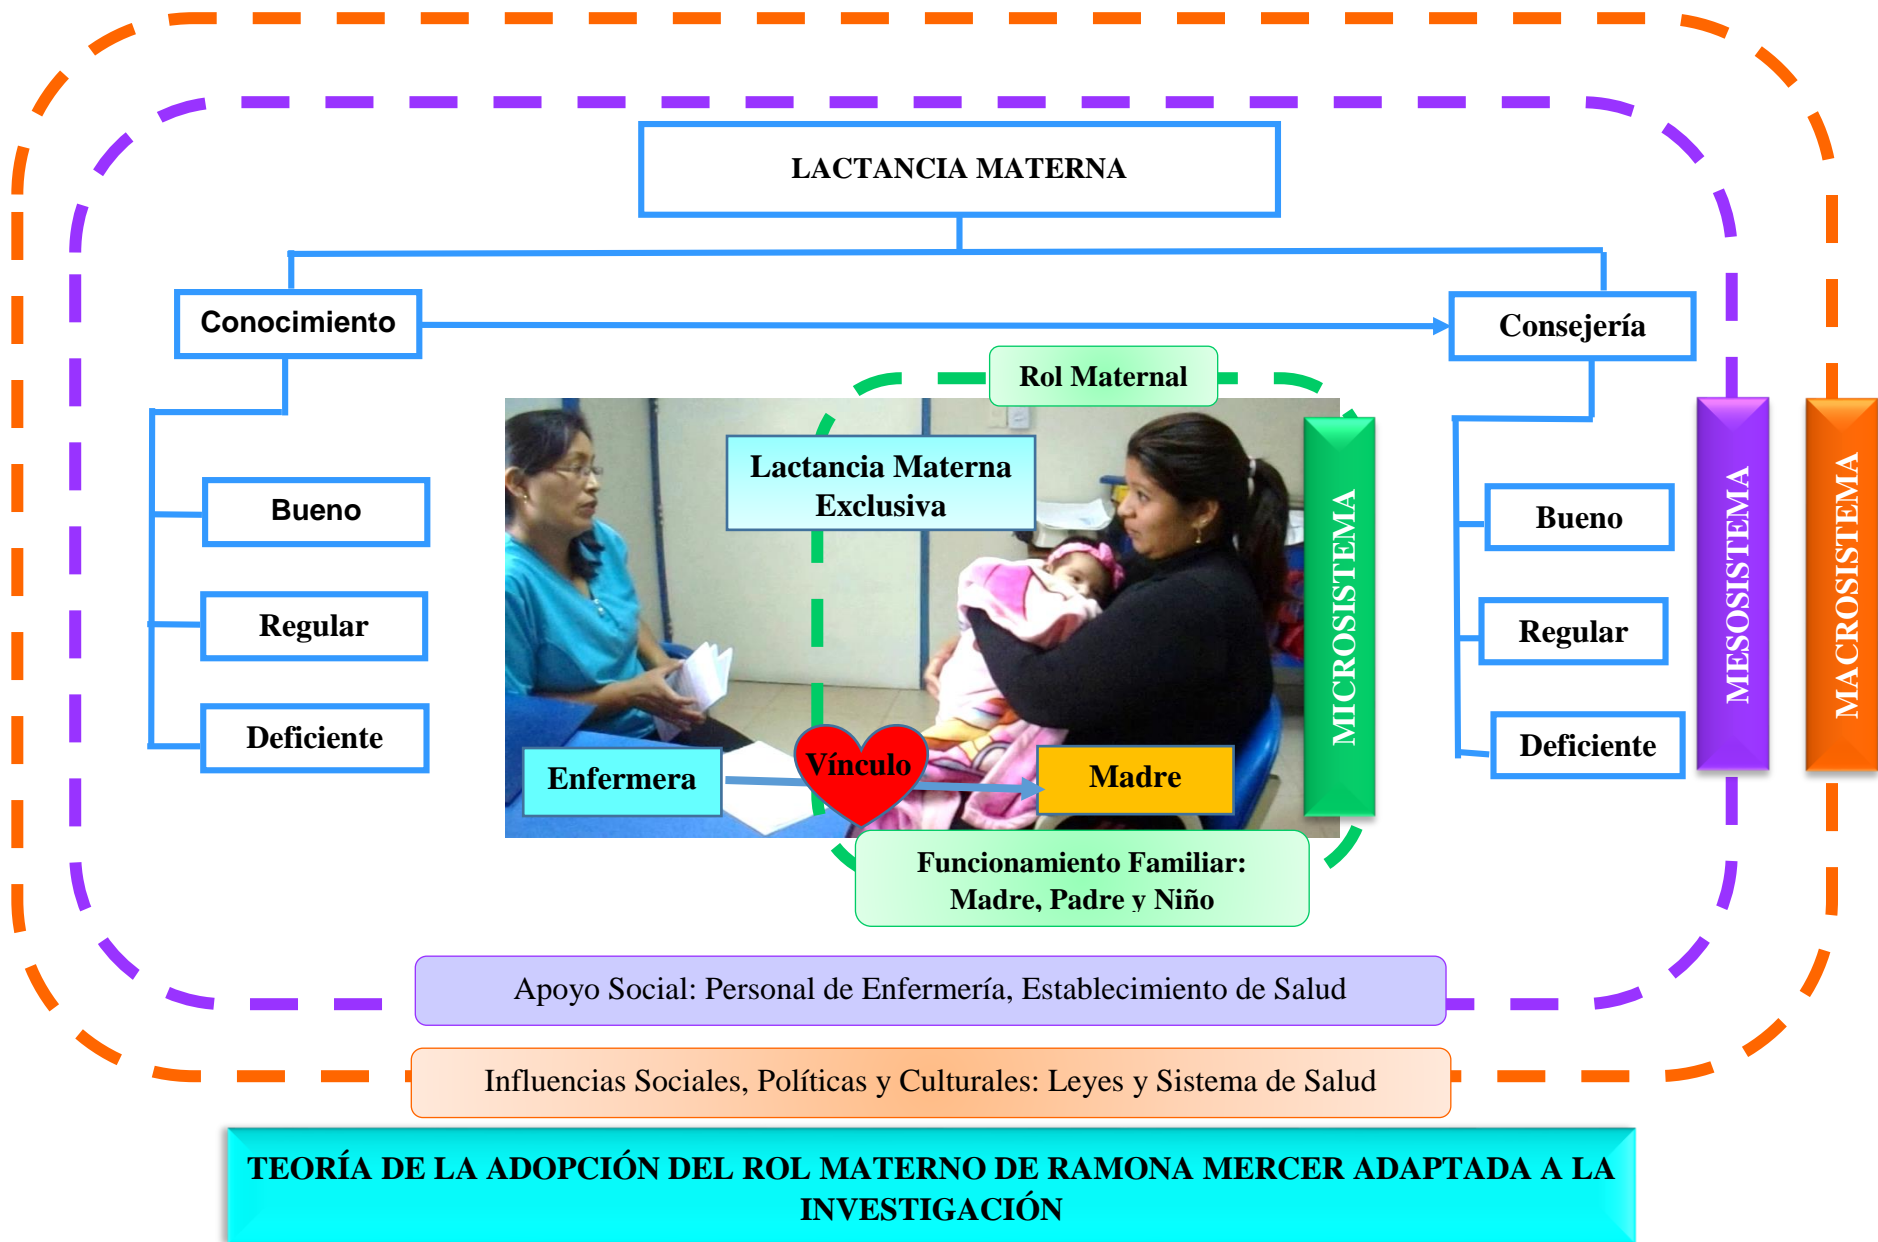 LACTANCIA MATERNA
Conocimiento
Consejería
Rol Maternal
Lactancia Materna
Exclusiva
Bueno
Regular
Deficiente
Bueno
Regular
Deficiente
Enfermera
Vínculo
Madre
MICROSISTEMA
MESOSISTEMA
MACROSISTEMA
Funcionamiento Familiar:
Madre, Padre y Niño
Apoyo Social: Personal de Enfermería, Establecimiento de Salud
Influencias Sociales, Políticas y Culturales: Leyes y Sistema de Salud
TEORÍA DE LA ADOPCIÓN DEL ROL MATERNO DE RAMONA MERCER ADAPTADA A LA
INVESTIGACIÓN